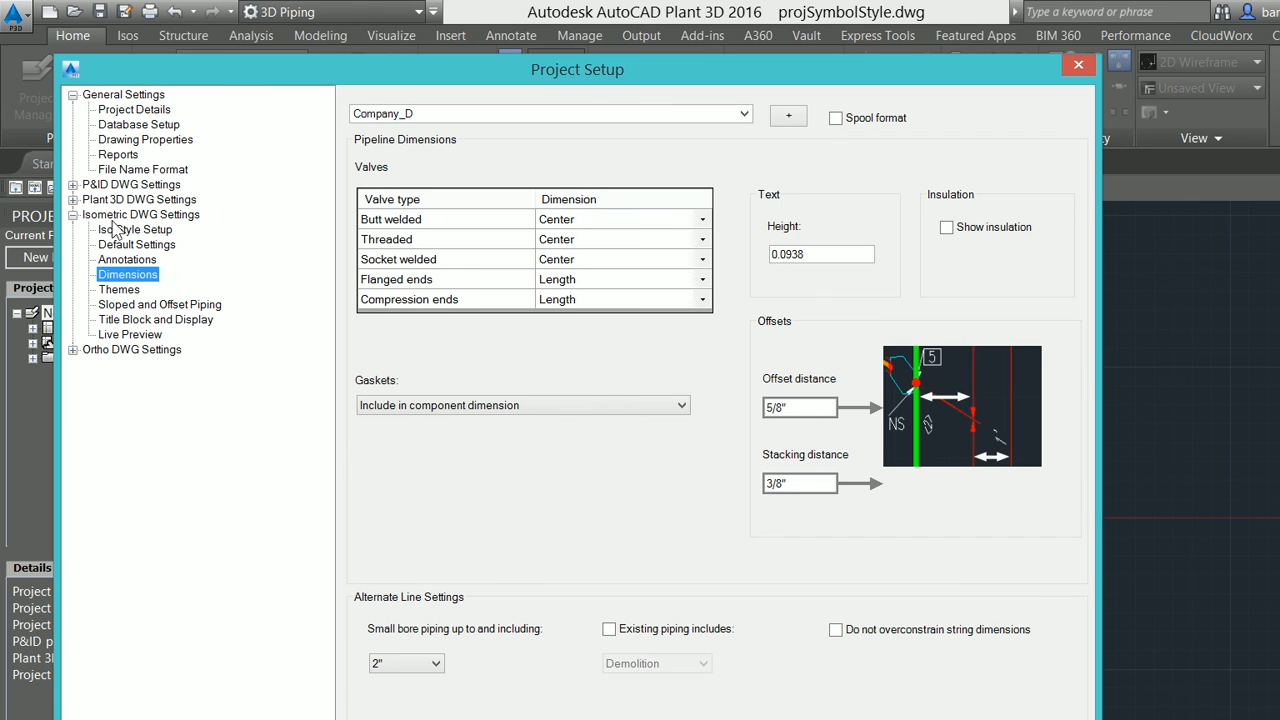 3D Piping
Autodesk AutoCAD Plant 3D 2016 projSymbolStyle.dwg
Type a keyword or phrase
P3D
Home
Isos
Structure
Analysis
Modeling
Visualize
Insert
Annotate
Manage
Output
Add-ins
A360
Vault
Express Tools
Featured Apps
BIM 360
Performance
CloudWorx
Project Setup
2D Wireframe
Unsaved View
View
General Settings
Project Details
Database Setup
Drawing Properties
Reports
File Name Format
P&ID DWG Settings
Plant 3D DWG Settings
Isometric DWG Settings
Iso Style Setup
Default Settings
Annotations
Dimensions
Themes
Sloped and Offset Piping
Title Block and Display
Live Preview
Ortho DWG Settings
Company_D
+
Spool format
Pipeline Dimensions
Valves
Valve type Dimension
Butt welded Center
Threaded Center
Socket welded Center
Flanged ends Length
Compression ends Length
Text
Height:
0.0938
Insulation
Show insulation
Gaskets:
Include in component dimension
Offsets
Offset distance
5/8"
Stacking distance
3/8"
5
NS
Alternate Line Settings
Small bore piping up to and including:
2"
Existing piping includes:
Demolition
Do not overconstrain string dimensions
Details
Project
Project
Project
P&ID p
Plant 3D
Project